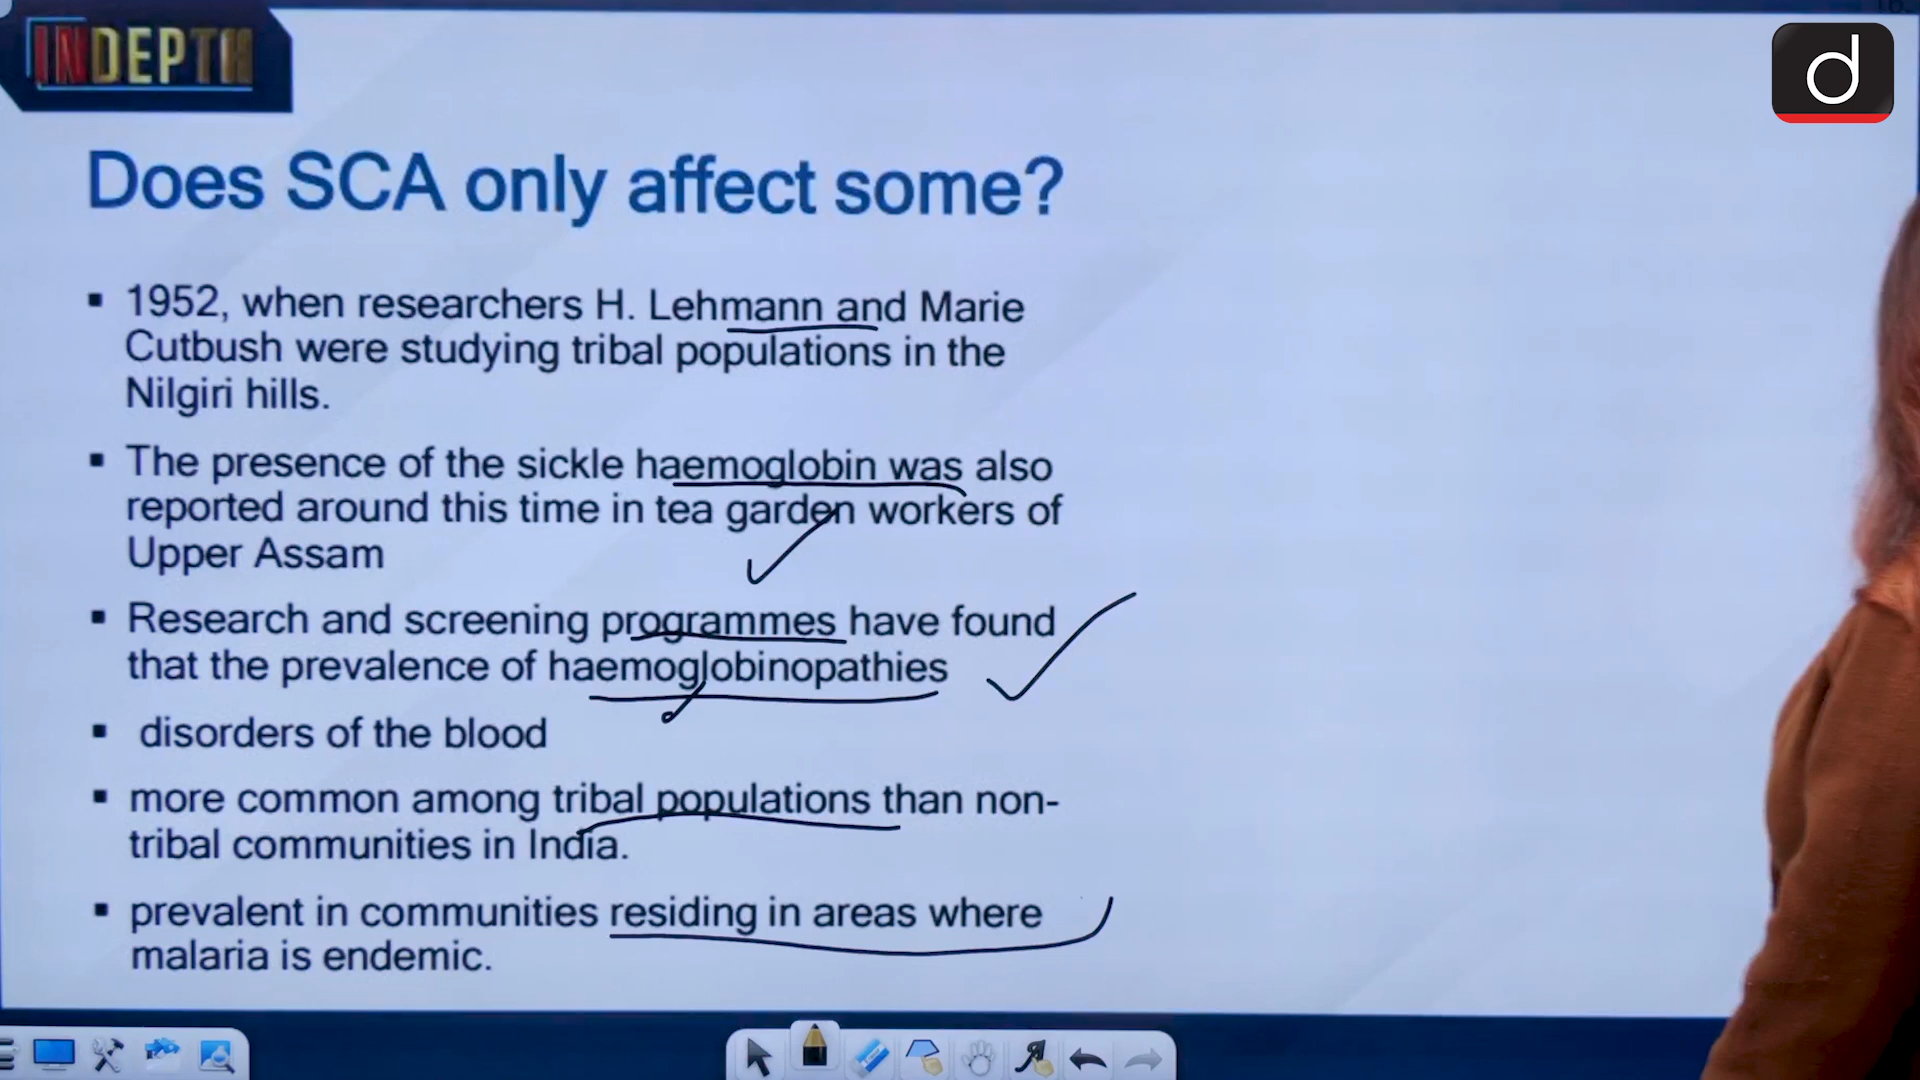 INDEPTH
d
Does SCA only affect some?
▪ 1952, when researchers H. Lehmann and Marie
Cutbush were studying tribal populations in the
Nilgiri hills.
▪ The presence of the sickle haemoglobin was also
reported around this time in tea garden workers of
Upper Assam
▪ Research and screening programmes have found
that the prevalence of haemoglobinopathies
▪ disorders of the blood
▪ more common among tribal populations than non-
tribal communities in India.
▪ prevalent in communities residing in areas where
malaria is endemic.